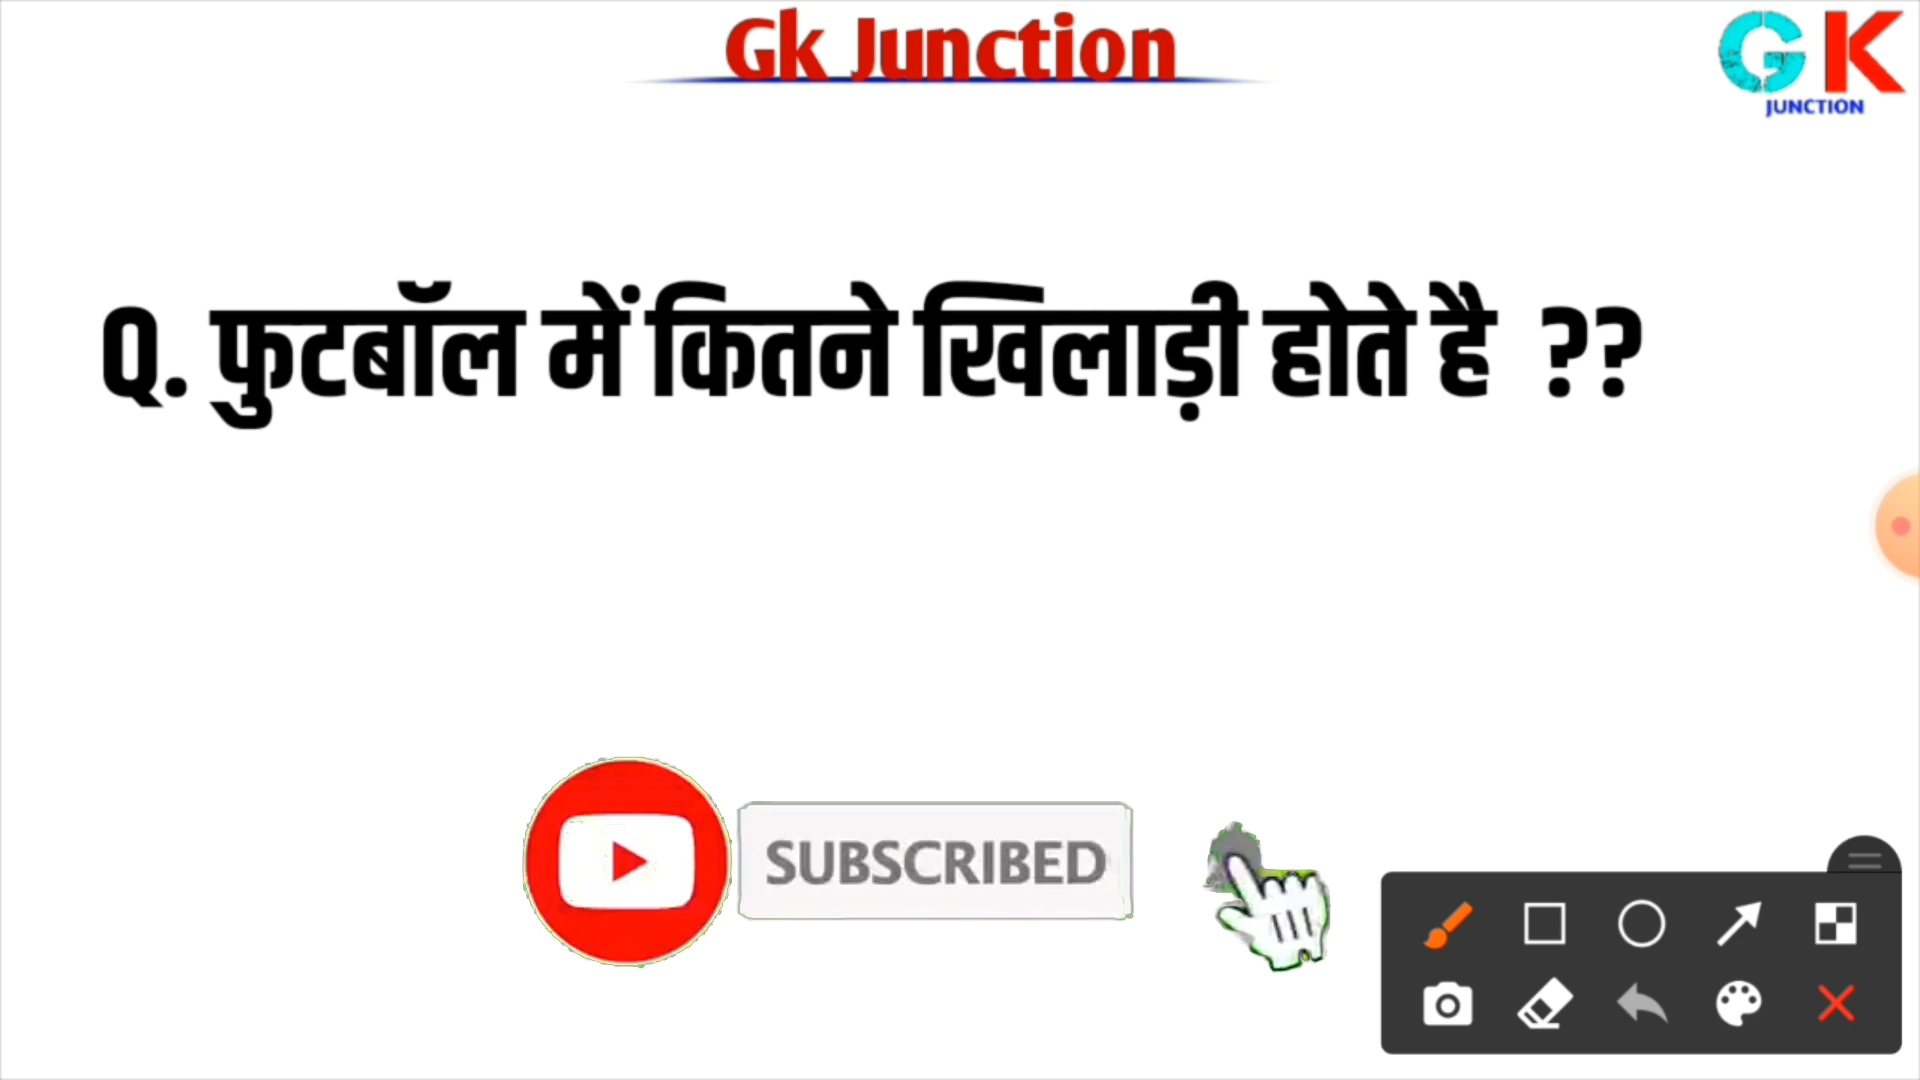 Gk Junction
GK
JUNCTION
Q. फुटबॉल में कितने खिलाड़ी होते है ??
SUBSCRIBED